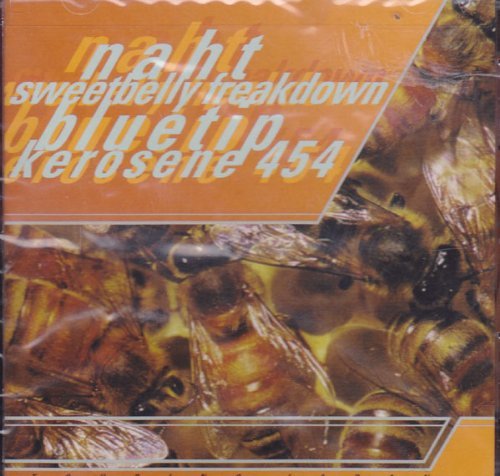 naht
sweetbelly freakdown
bluetip
kerosene 454